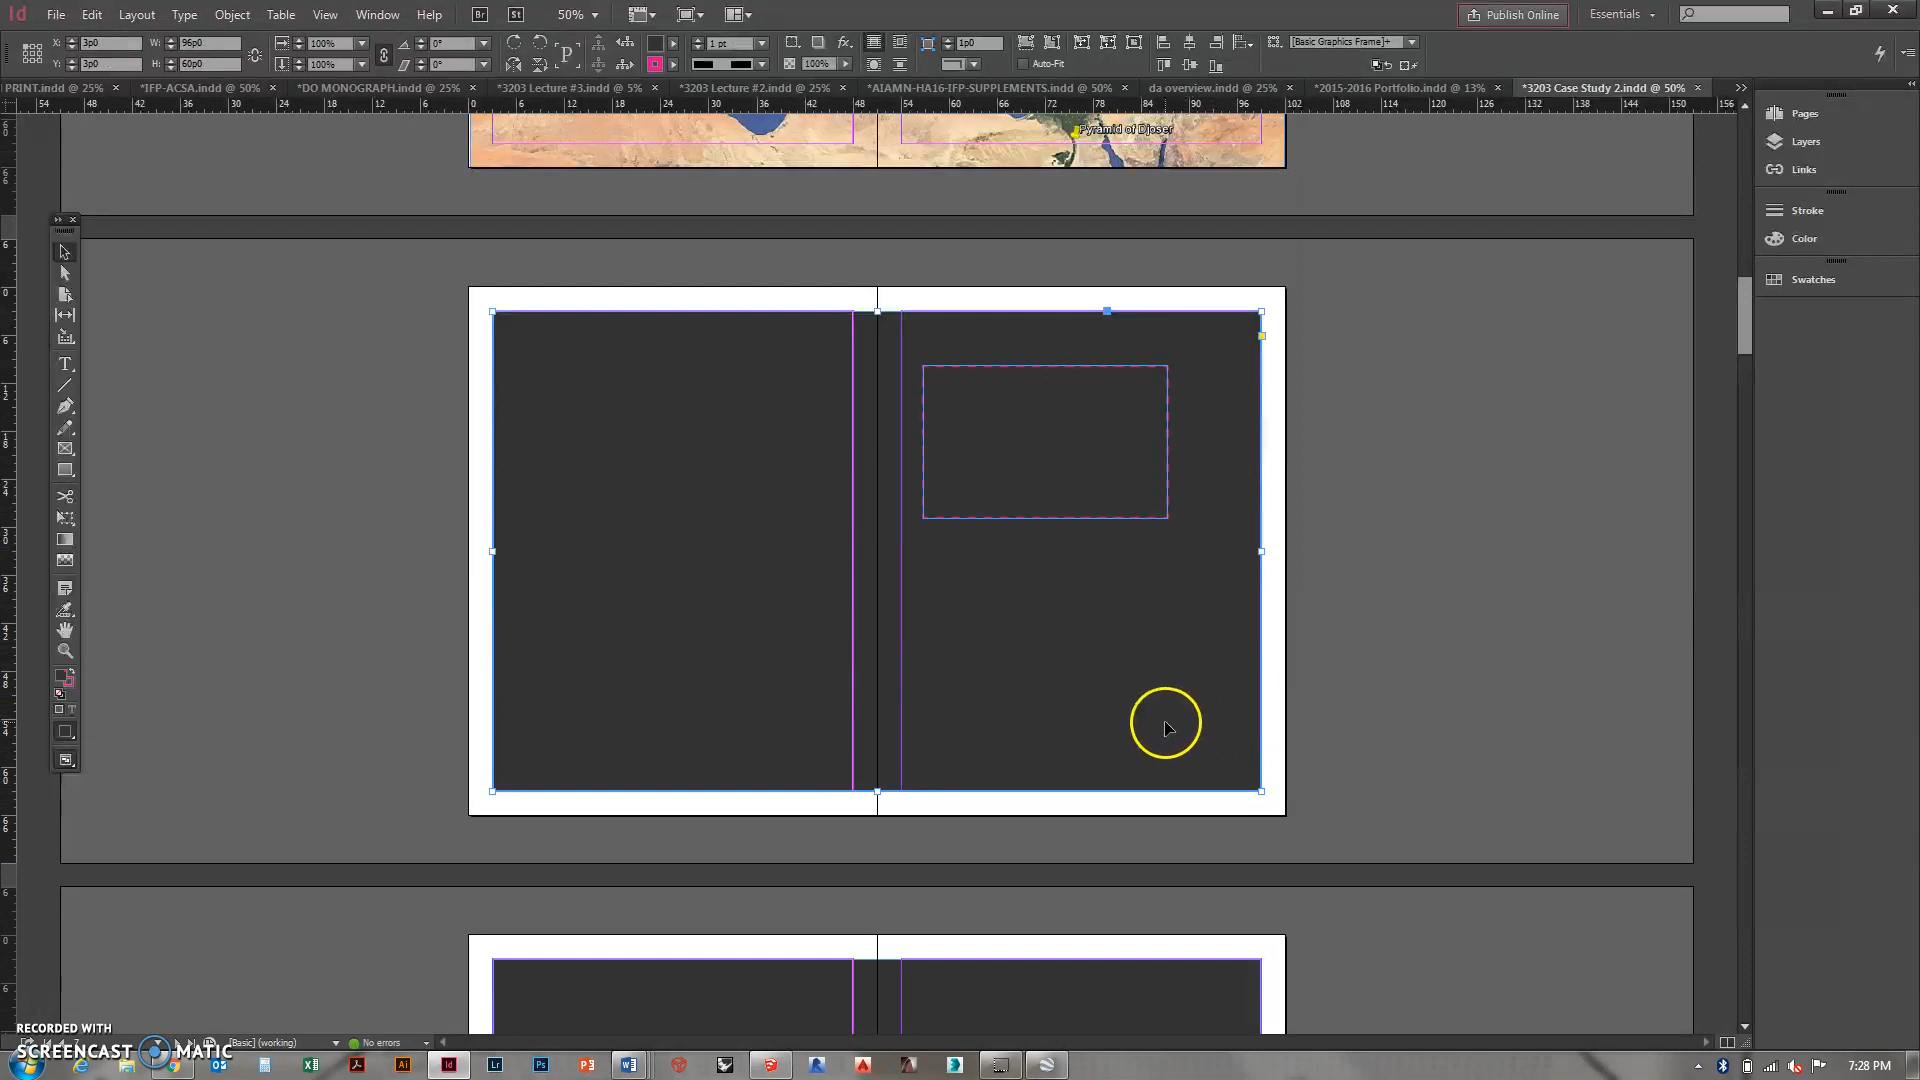 Id File Edit Layout Type Object Table View Window Help Br St 50% Publish Online Essentials
X: 3p0 W: 96p0 100% 0° P 1 pt fx. 1p0 [Basic Graphics Frame]+
Y: 3p0 H: 60p0 100% 0° 100% Auto-Fit
PRINT.indd @ 25% × *IFP-ACSA.indd @ 50% × *DO MONOGRAPH.indd @ 25% × *3203 Lecture #3.indd @ 5% × *3203 Lecture #2.indd @ 25% × *AIAMN-HA16-IFP-SUPPLEMENTS.indd @ 50% × da overview.indd @ 25% × *2015-2016 Portfolio.indd @ 13% × *3203 Case Study 2.indd @ 50% ×
54 48 42 36 30 24 18 12 6 0 6 12 18 24 30 36 42 48 54 60 66 72 78 84 90 96 102 108 114 120 126 132 138 144 150 156
Pyramid of Djoser
Pages
Layers
Links
Stroke
Color
Swatches
RECORDED WITH
SCREENCAST MATIC
[Basic] (working) No errors
7:28 PM